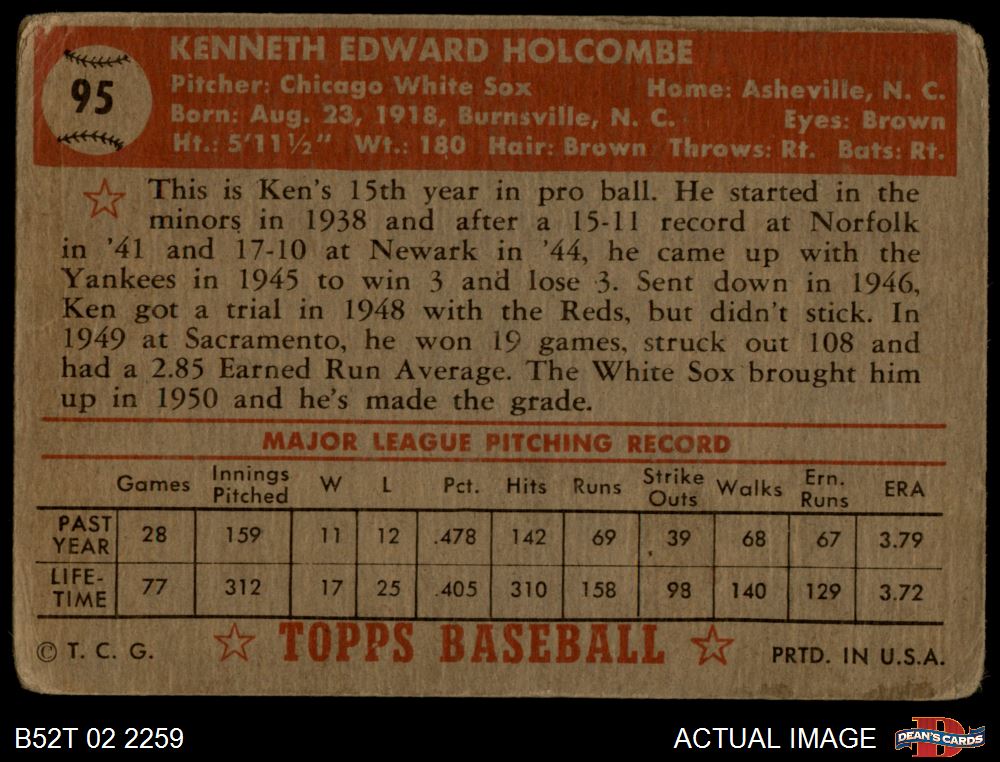 95
KENNETH EDWARD HOLCOMBE
Pitcher: Chicago White Sox Home: Asheville, N. C.
Born: Aug. 23, 1918, Burnsville, N. C. Eyes: Brown
Ht.: 5'11½" Wt.: 180 Hair: Brown Throws: Rt. Bats: Rt.
This is Ken's 15th year in pro ball. He started in the
minors in 1938 and after a 15-11 record at Norfolk
in '41 and 17-10 at Newark in '44, he came up with the
Yankees in 1945 to win 3 and lose 3. Sent down in 1946,
Ken got a trial in 1948 with the Reds, but didn't stick. In
1949 at Sacramento, he won 19 games, struck out 108 and
had a 2.85 Earned Run Average. The White Sox brought him
up in 1950 and he's made the grade.
MAJOR LEAGUE PITCHING RECORD
Games Innings Pitched W L Pct. Hits Runs Strike Outs Walks Ern. Runs ERA
PAST YEAR 28 159 11 12 .478 142 69 39 68 67 3.79
LIFE-TIME 77 312 17 25 .405 310 158 98 140 129 3.72
© T. C. G. TOPPS BASEBALL PRTD. IN U.S.A.
B52T 02 2259 ACTUAL IMAGE D DEAN'S CARDS